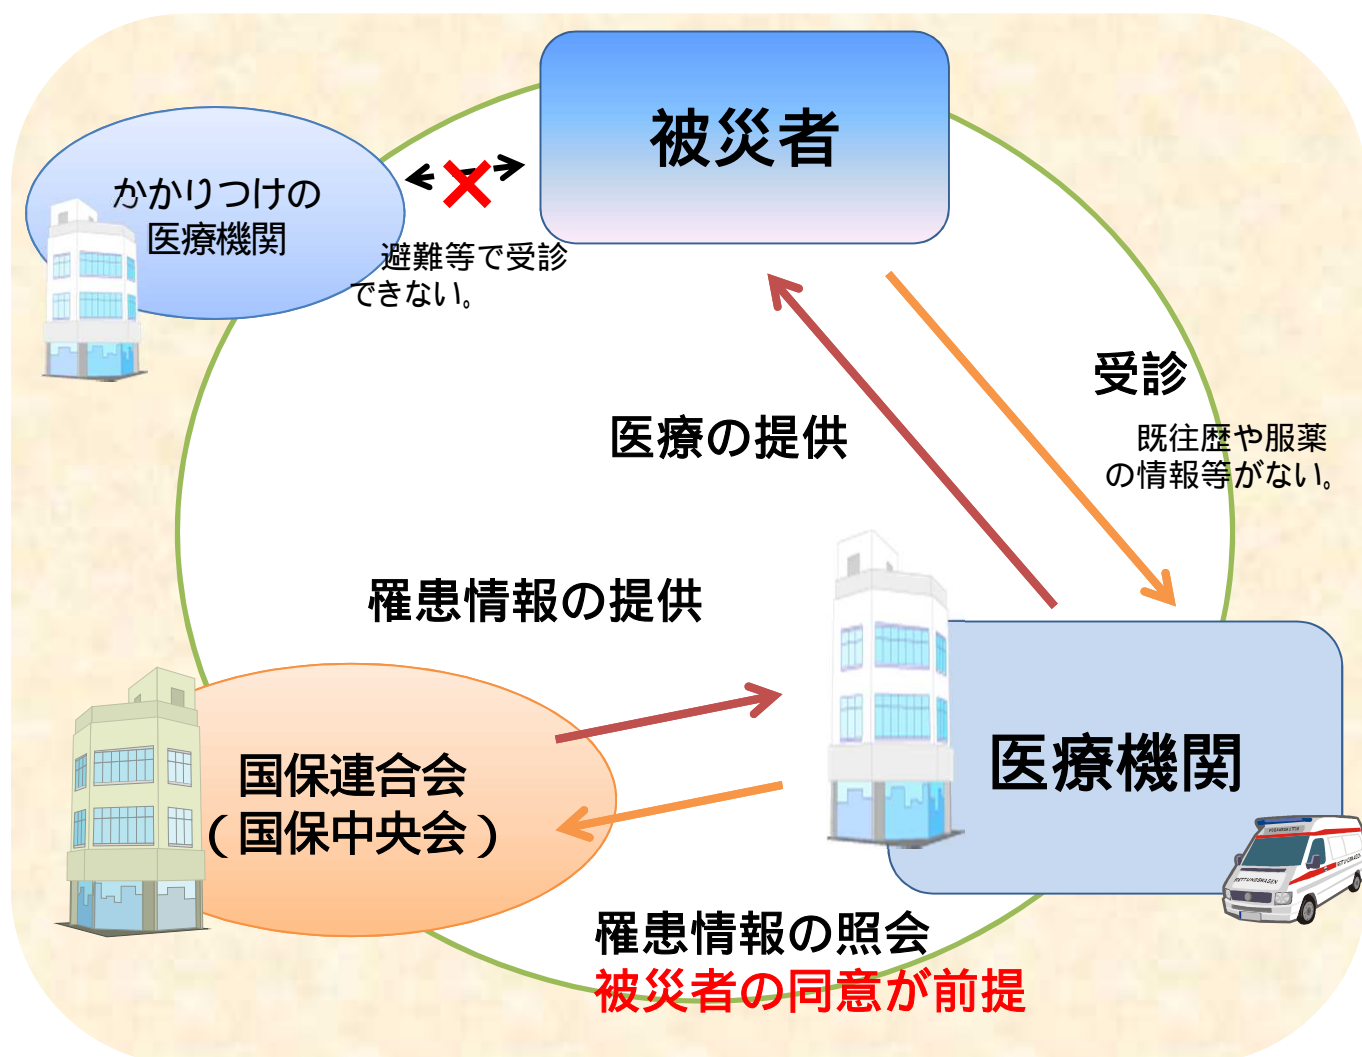 被災者
かかりつけの
医療機関
避難等で受診
できない。
受診
既往歴や服薬
の情報等がない。
医療の提供
罹患情報の提供
国保連合会
（国保中央会）
医療機関
RETTUNGSWAGEN
罹患情報の照会
被災者の同意が前提